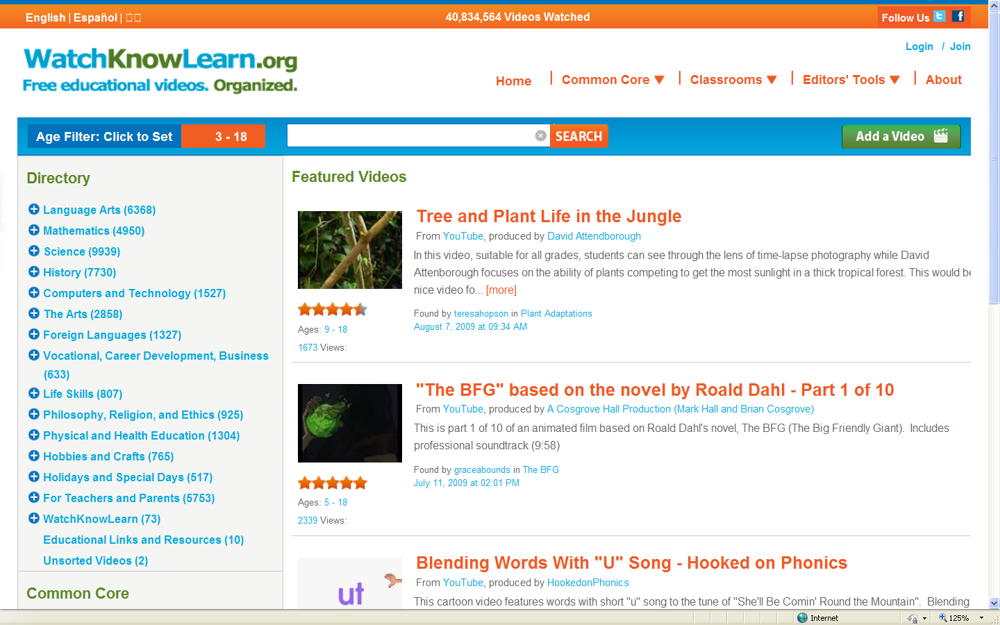 English | Español |
40,834,564 Videos Watched
Follow Us
Login / Join
WatchKnowLearn.org
Free educational videos. Organized.
Home | Common Core | Classrooms | Editors' Tools | About
Age Filter: Click to Set 3 - 18
SEARCH
Add a Video
Directory
Language Arts (6368)
Mathematics (4950)
Science (9939)
History (7730)
Computers and Technology (1527)
The Arts (2858)
Foreign Languages (1327)
Vocational, Career Development, Business
(633)
Life Skills (807)
Philosophy, Religion, and Ethics (925)
Physical and Health Education (1304)
Hobbies and Crafts (765)
Holidays and Special Days (517)
For Teachers and Parents (5753)
WatchKnowLearn (73)
Educational Links and Resources (10)
Unsorted Videos (2)
Common Core
Featured Videos
Tree and Plant Life in the Jungle
From YouTube, produced by David Attendborough
In this video, suitable for all grades, students can see through the lens of time-lapse photography while David
Attenborough focuses on the ability of plants competing to get the most sunlight in a thick tropical forest. This would be
nice video fo... [more]
Found by teresahopson in Plant Adaptations
August 7, 2009 at 09:34 AM
Ages: 9 - 18
1673 Views:
"The BFG" based on the novel by Roald Dahl - Part 1 of 10
From YouTube, produced by A Cosgrove Hall Production (Mark Hall and Brian Cosgrove)
This is part 1 of 10 of an animated film based on Roald Dahl's novel, The BFG (The Big Friendly Giant). Includes
professional soundtrack (9:58)
Found by graceabounds in The BFG
July 11, 2009 at 02:01 PM
Ages: 5 - 18
2339 Views:
ut
Blending Words With "U" Song - Hooked on Phonics
From YouTube, produced by HookedonPhonics
This cartoon video features words with short "u" song to the tune of "She'll Be Comin' Round the Mountain". Blending
Internet
125%